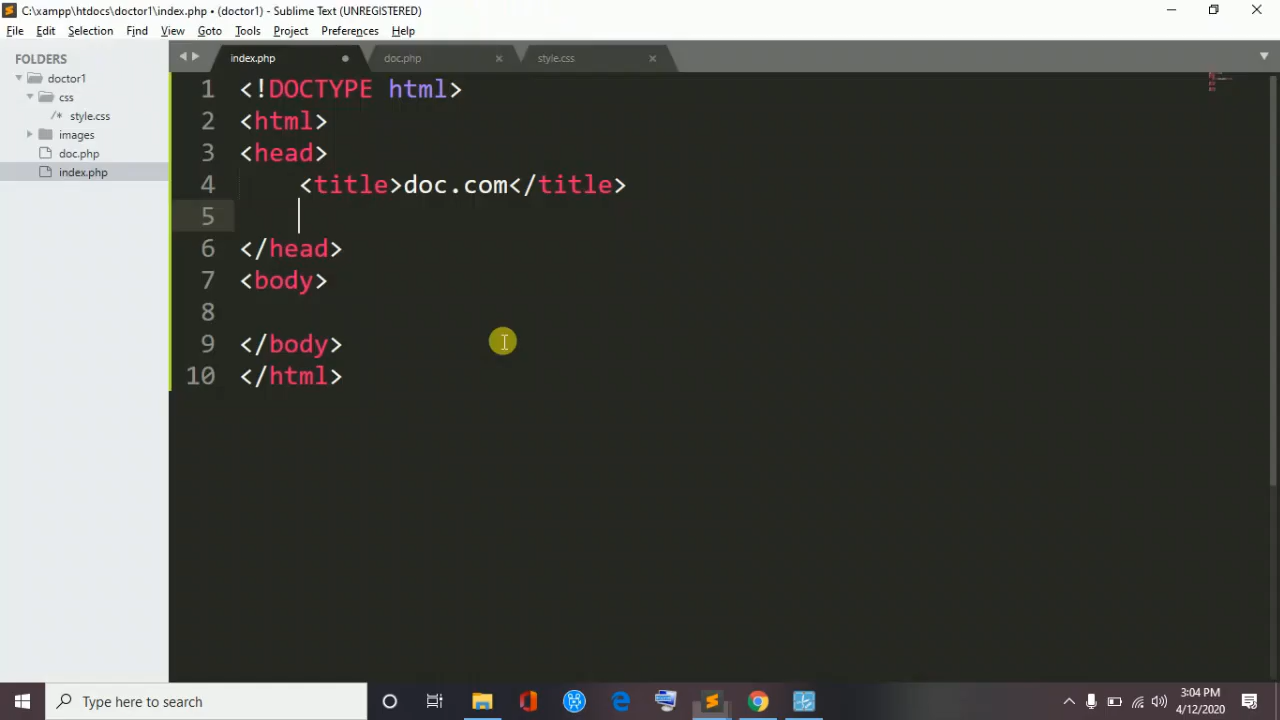 C:\xampp\htdocs\doctor1\index.php • (doctor1) - Sublime Text (UNREGISTERED)
File Edit Selection Find View Goto Tools Project Preferences Help
FOLDERS
doctor1
css
/* style.css
images
doc.php
index.php
index.php doc.php style.css
1 <!DOCTYPE html>
2 <html>
3 <head>
4 <title>doc.com</title>
5
6 </head>
7 <body>
8
9 </body>
10 </html>
Type here to search
3:04 PM
4/12/2020